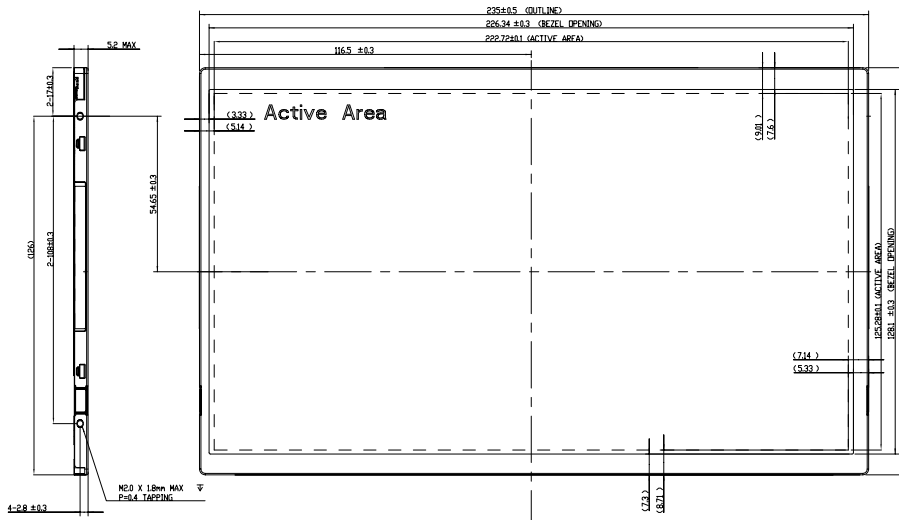 235±0.5 (OUTLINE)
226.34 ±0.3 (BEZEL OPENING)
222.72±0.1 (ACTIVE AREA)
116.5 ±0.3
5.2 MAX
2-17±0.3
(3.33 )
Active Area
(5.14 )
(9.01 )
(7.6 )
54.65 ±0.3
(126)
2-108±0.3
125.28±0.1 (ACTIVE AREA)
128.1 ±0.3 (BEZEL OPENING)
(7.14 )
(5.33 )
M2.0 X 1.8mm MAX
P=0.4 TAPPING
(7.3 )
(8.71 )
4-2.8 ±0.3